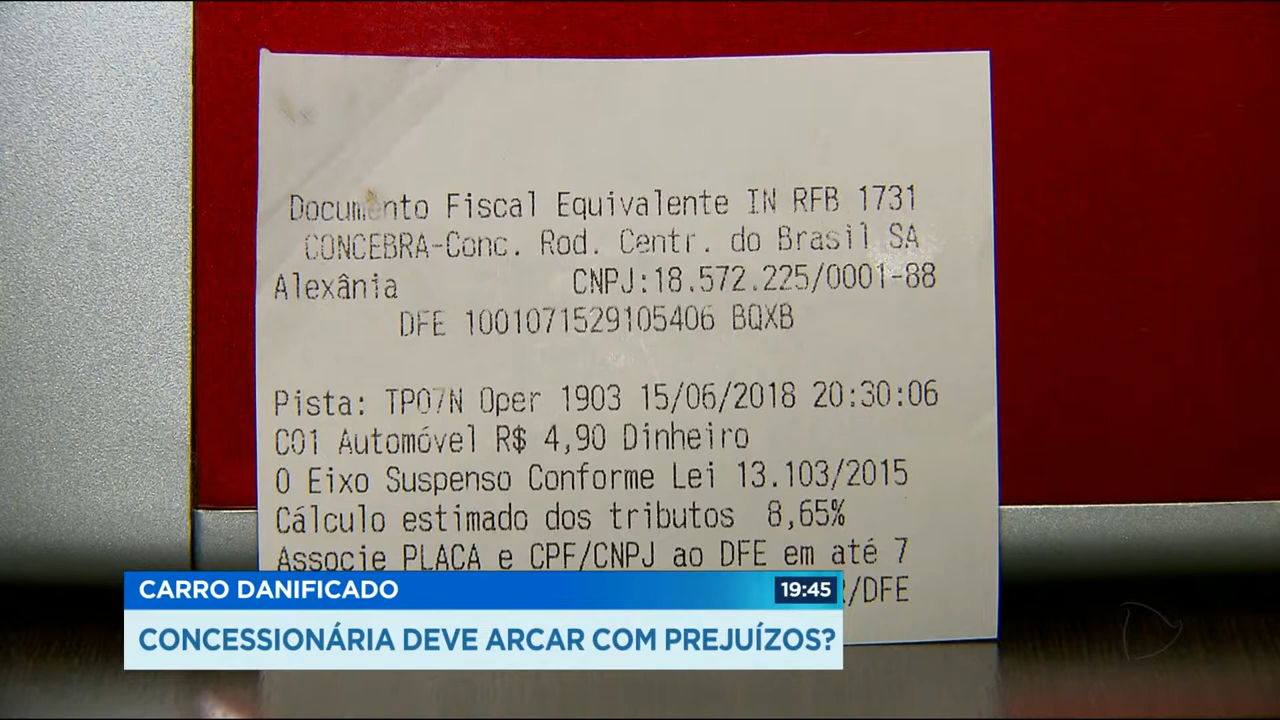 Documento Fiscal Equivalente IN RFB 1731
CONCEBRA-Conc. Rod. Centr. do Brasil SA
Alexânia CNPJ:18.572.225/0001-88
DFE 1001071529105406 BQXB
Pista: TP07N Oper 1903 15/06/2018 20:30:06
C01 Automóvel R$ 4,90 Dinheiro
0 Eixo Suspenso Conforme Lei 13.103/2015
Cálculo estimado dos tributos 8,65%
Associe PLACA e CPF/CNPJ ao DFE em até 7
/DFE
CARRO DANIFICADO 19:45
CONCESSIONÁRIA DEVE ARCAR COM PREJUÍZOS?